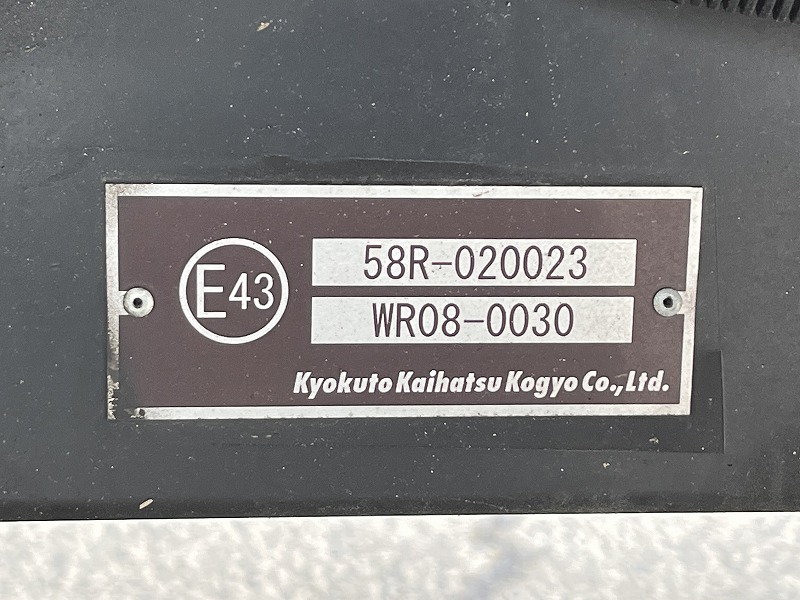 E43
58R-020023
WR08-0030
Kyokuto Kaihatsu Kogyo Co.,Ltd.